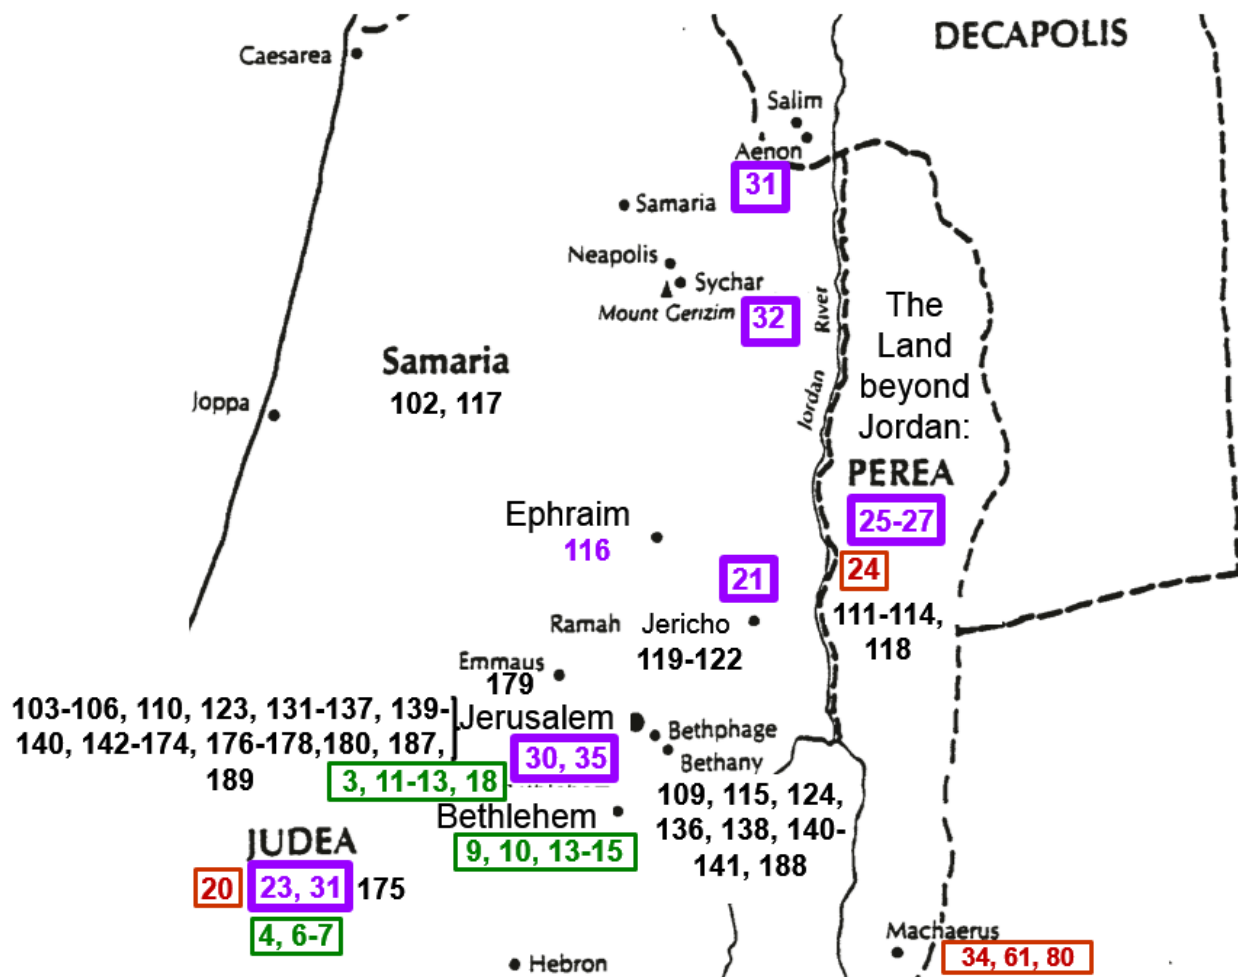 DECAPOLIS
Caesarea
Salim
Aenon
31
Samaria
Neapolis
Sychar
Mount Gerizim
32
River
Jordan
The
Land
beyond
Jordan:
PEREA
25-27
24
111-114,
118
Samaria
102, 117
Joppa
Ephraim
116
21
Ramah
Jericho
119-122
Emmaus
179
103-106, 110, 123, 131-137, 139-
140, 142-174, 176-178,180, 187,
189
3, 11-13, 18
Jerusalem
30, 35
Bethphage
Bethany
109, 115, 124,
136, 138, 140-
141, 188
Bethlehem
9, 10, 13-15
JUDEA
20
23, 31
175
4, 6-7
Hebron
Machaerus
34, 61, 80